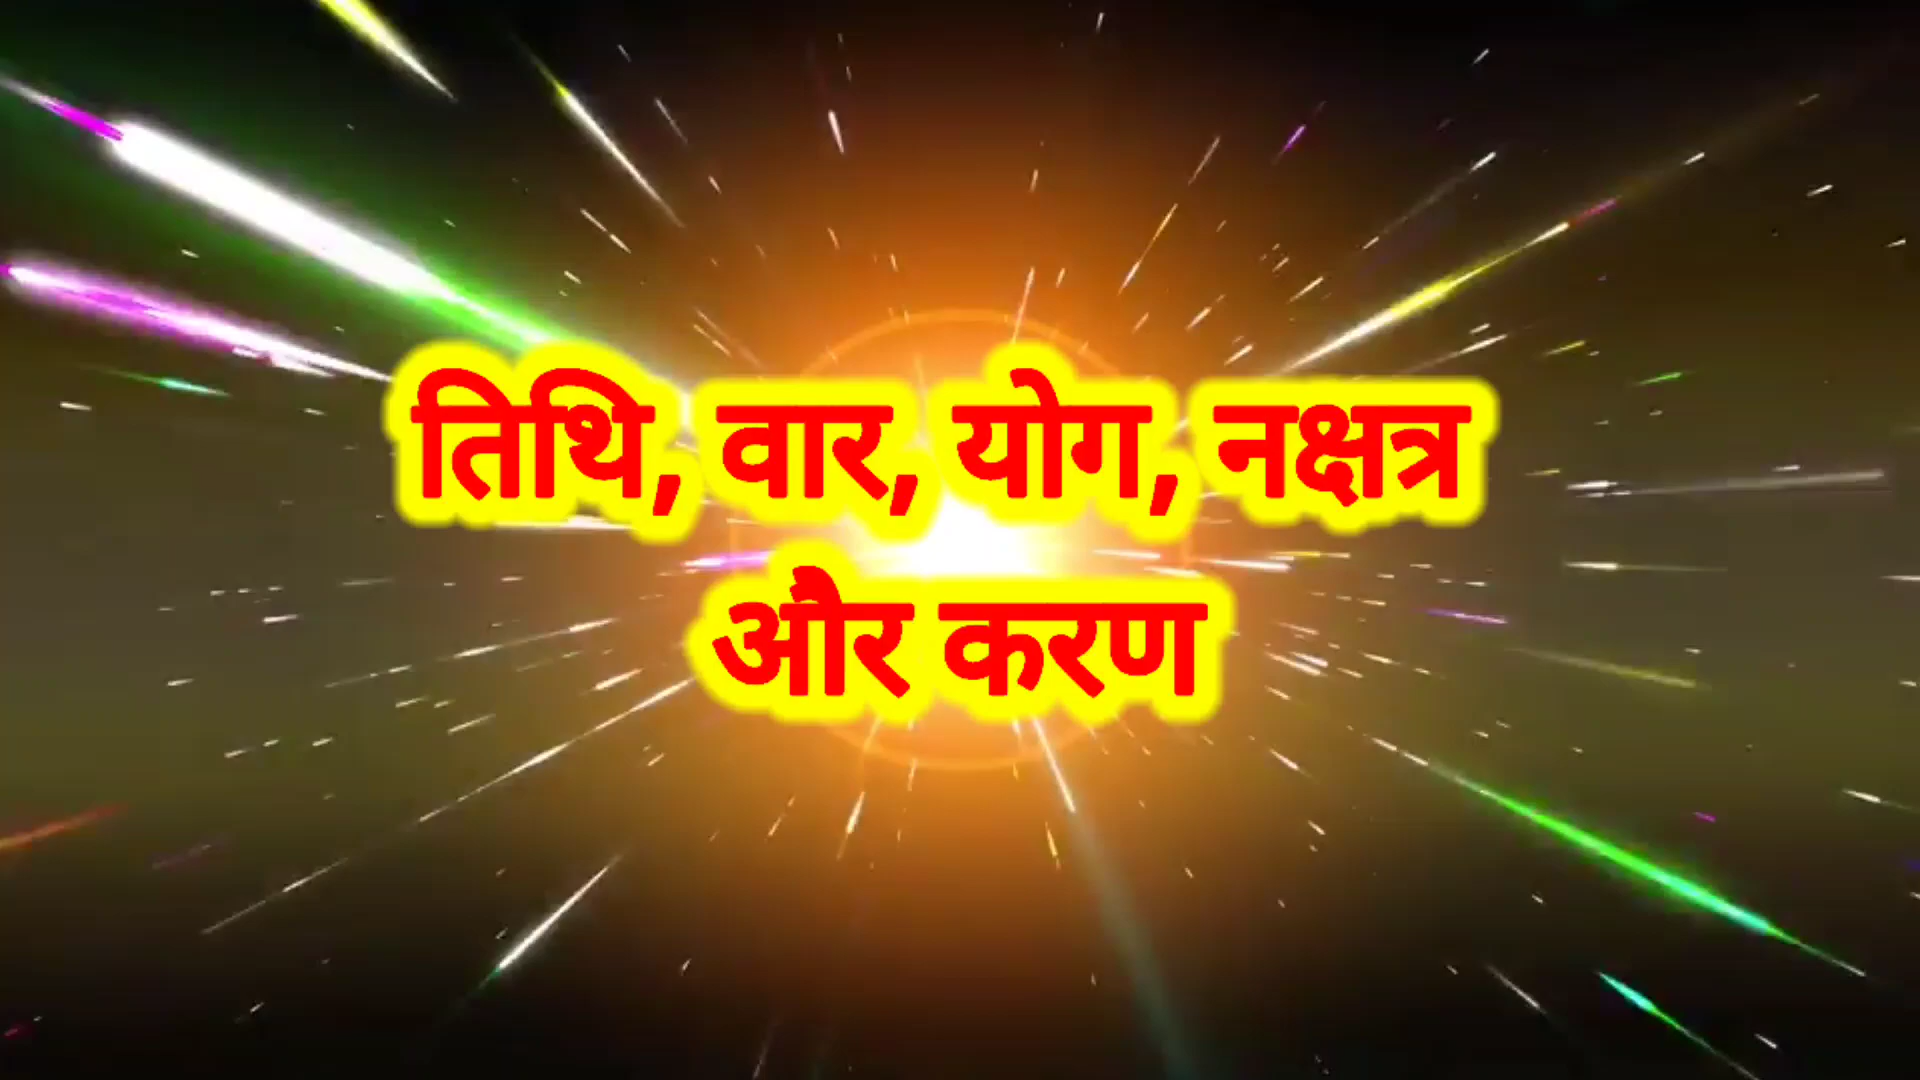 तिथि, वार, योग, नक्षत्र
और करण